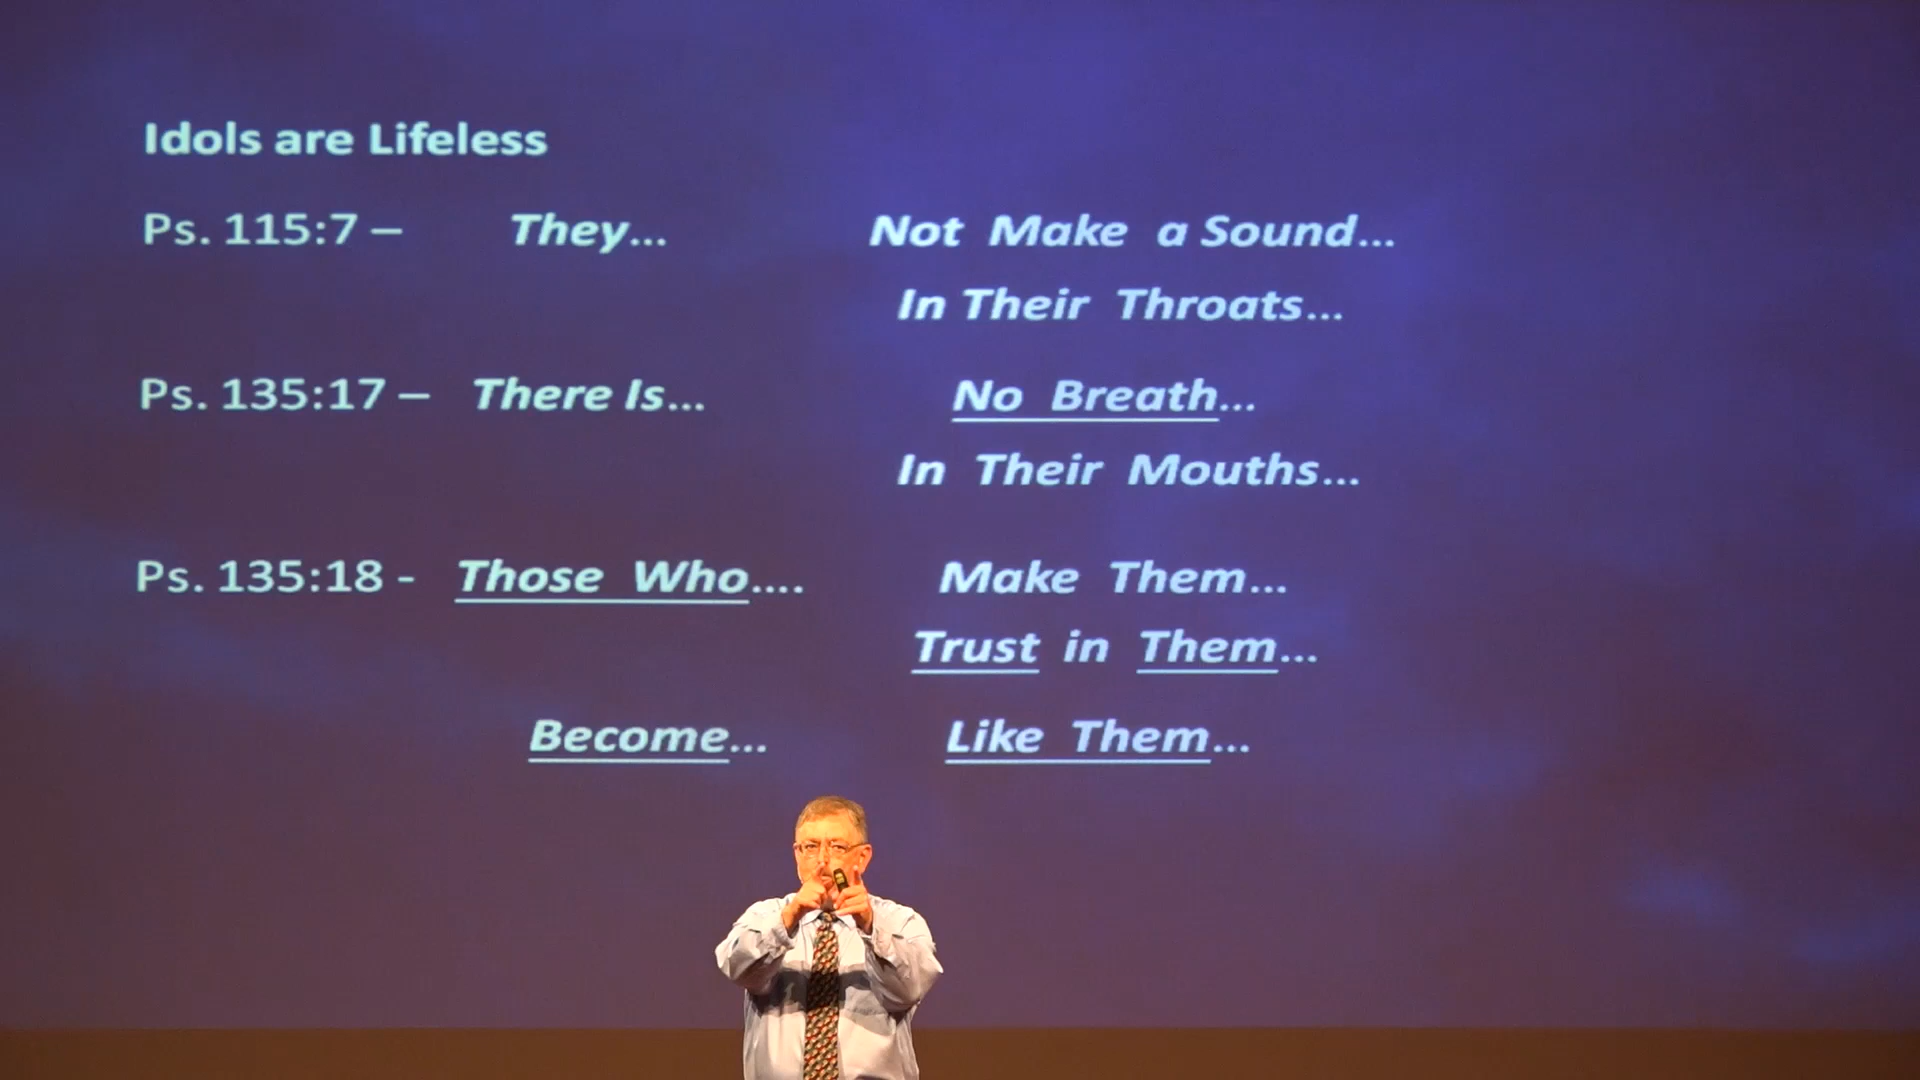 Idols are Lifeless
Ps. 115:7 – They... Not Make a Sound...
In Their Throats...
Ps. 135:17 – There Is... No Breath...
In Their Mouths...
Ps. 135:18 - Those Who.... Make Them...
Trust in Them...
Become... Like Them...